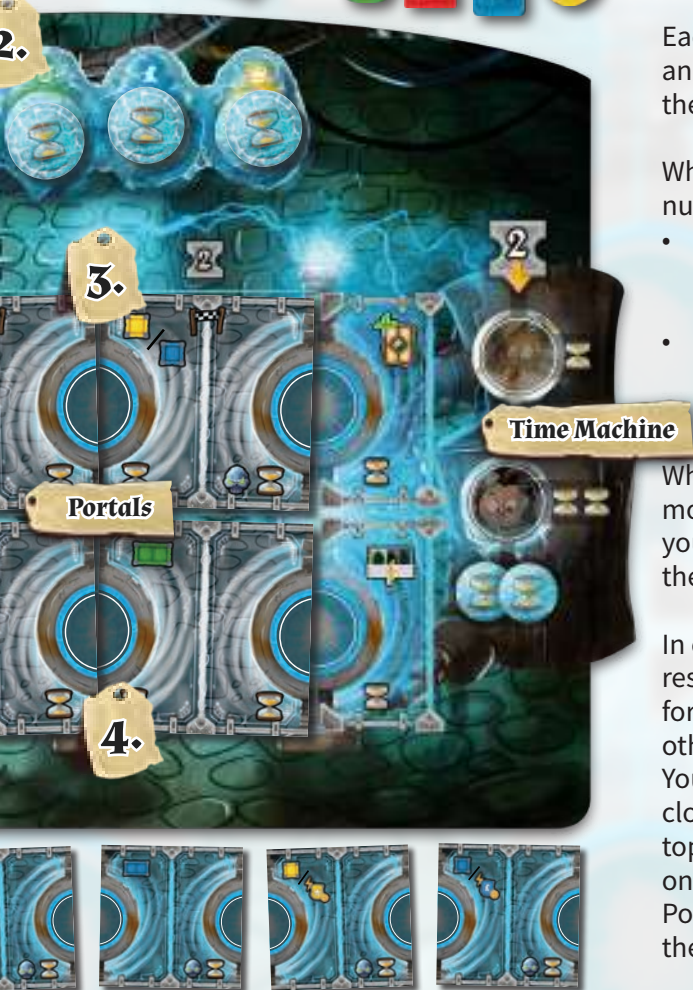 2.
2
2
3.
Time Machine
Portals
4.
Eac
an
the
Wh
nu
•
•
Wh
mo
you
the
In
res
for
oth
You
clo
top
on
Po
the